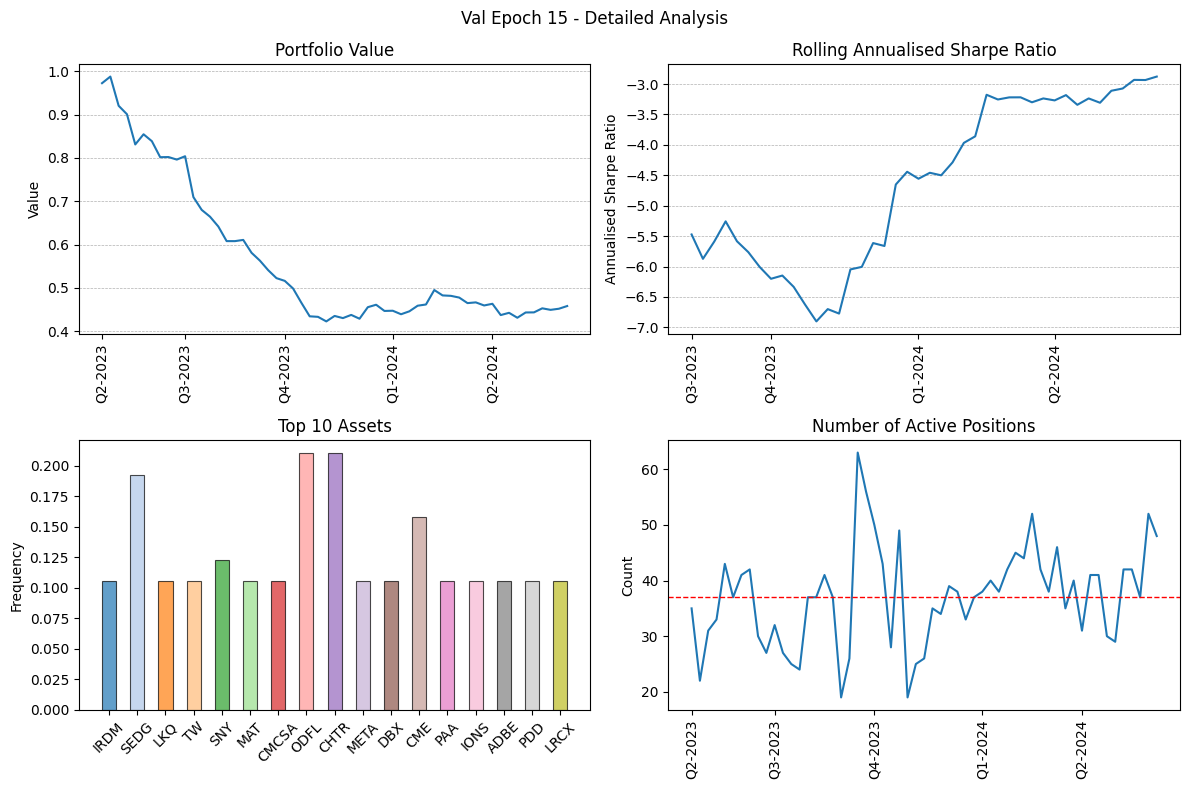 Val Epoch 15 - Detailed Analysis
Portfolio Value
Value
1.0
0.9
0.8
0.7
0.6
0.5
0.4
Q2-2023
Q3-2023
Q4-2023
Q1-2024
Q2-2024
Rolling Annualised Sharpe Ratio
Annualised Sharpe Ratio
−3.0
−3.5
−4.0
−4.5
−5.0
−5.5
−6.0
−6.5
−7.0
Q3-2023
Q4-2023
Q1-2024
Q2-2024
Top 10 Assets
Frequency
0.200
0.175
0.150
0.125
0.100
0.075
0.050
0.025
0.000
IRDM
SEDG
LKQ
TW
SNY
MAT
CMCSA
ODFL
CHTR
META
DBX
CME
PAA
IONS
ADBE
PDD
LRCX
Number of Active Positions
Count
60
50
40
30
20
Q2-2023
Q3-2023
Q4-2023
Q1-2024
Q2-2024